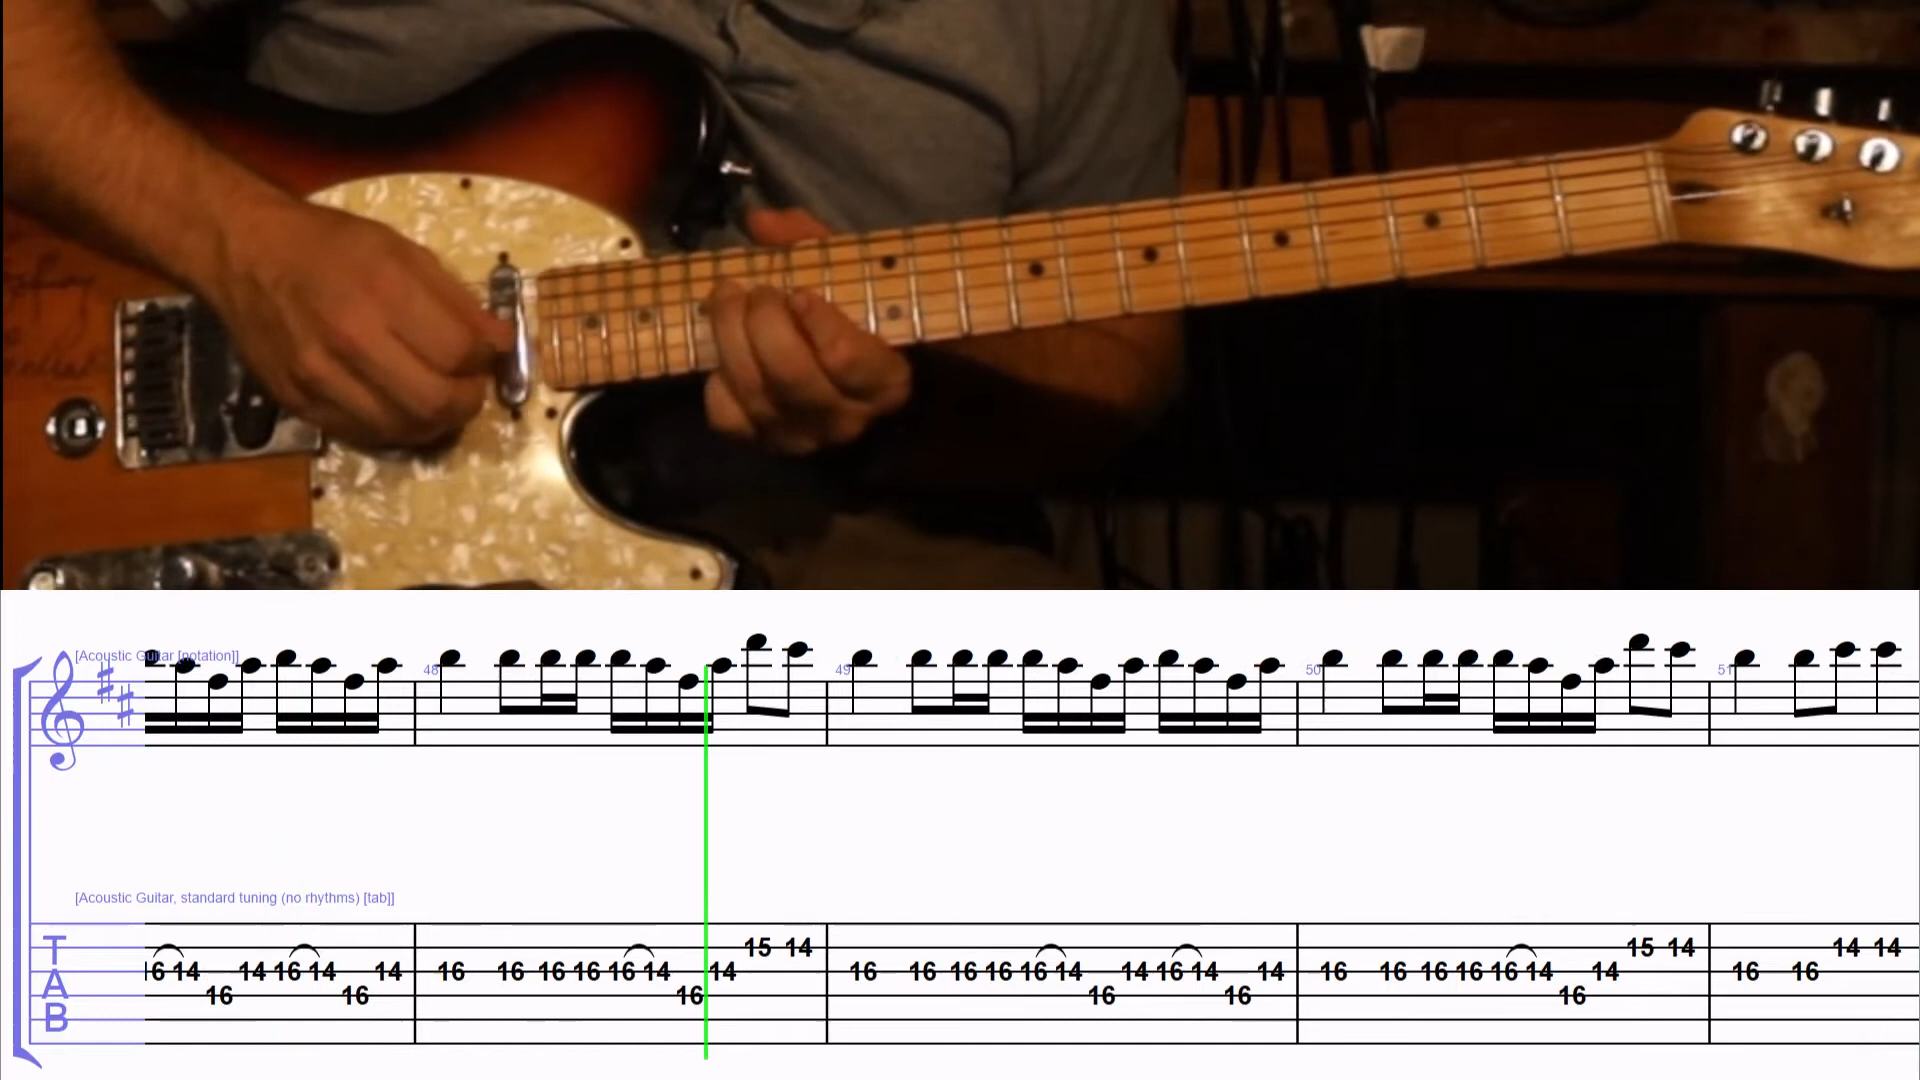 [Acoustic Guitar [notation]]
48 49 50 51
[Acoustic Guitar, standard tuning (no rhythms) [tab]]
T
A
B
15 14 15 14 14 14
16 14 14 16 14 14 16 16 16 16 16 14 14 16 16 16 16 16 14 14 16 14 14 16 16 16 16 16 14 14 16 16
16 16 16 16 16 16